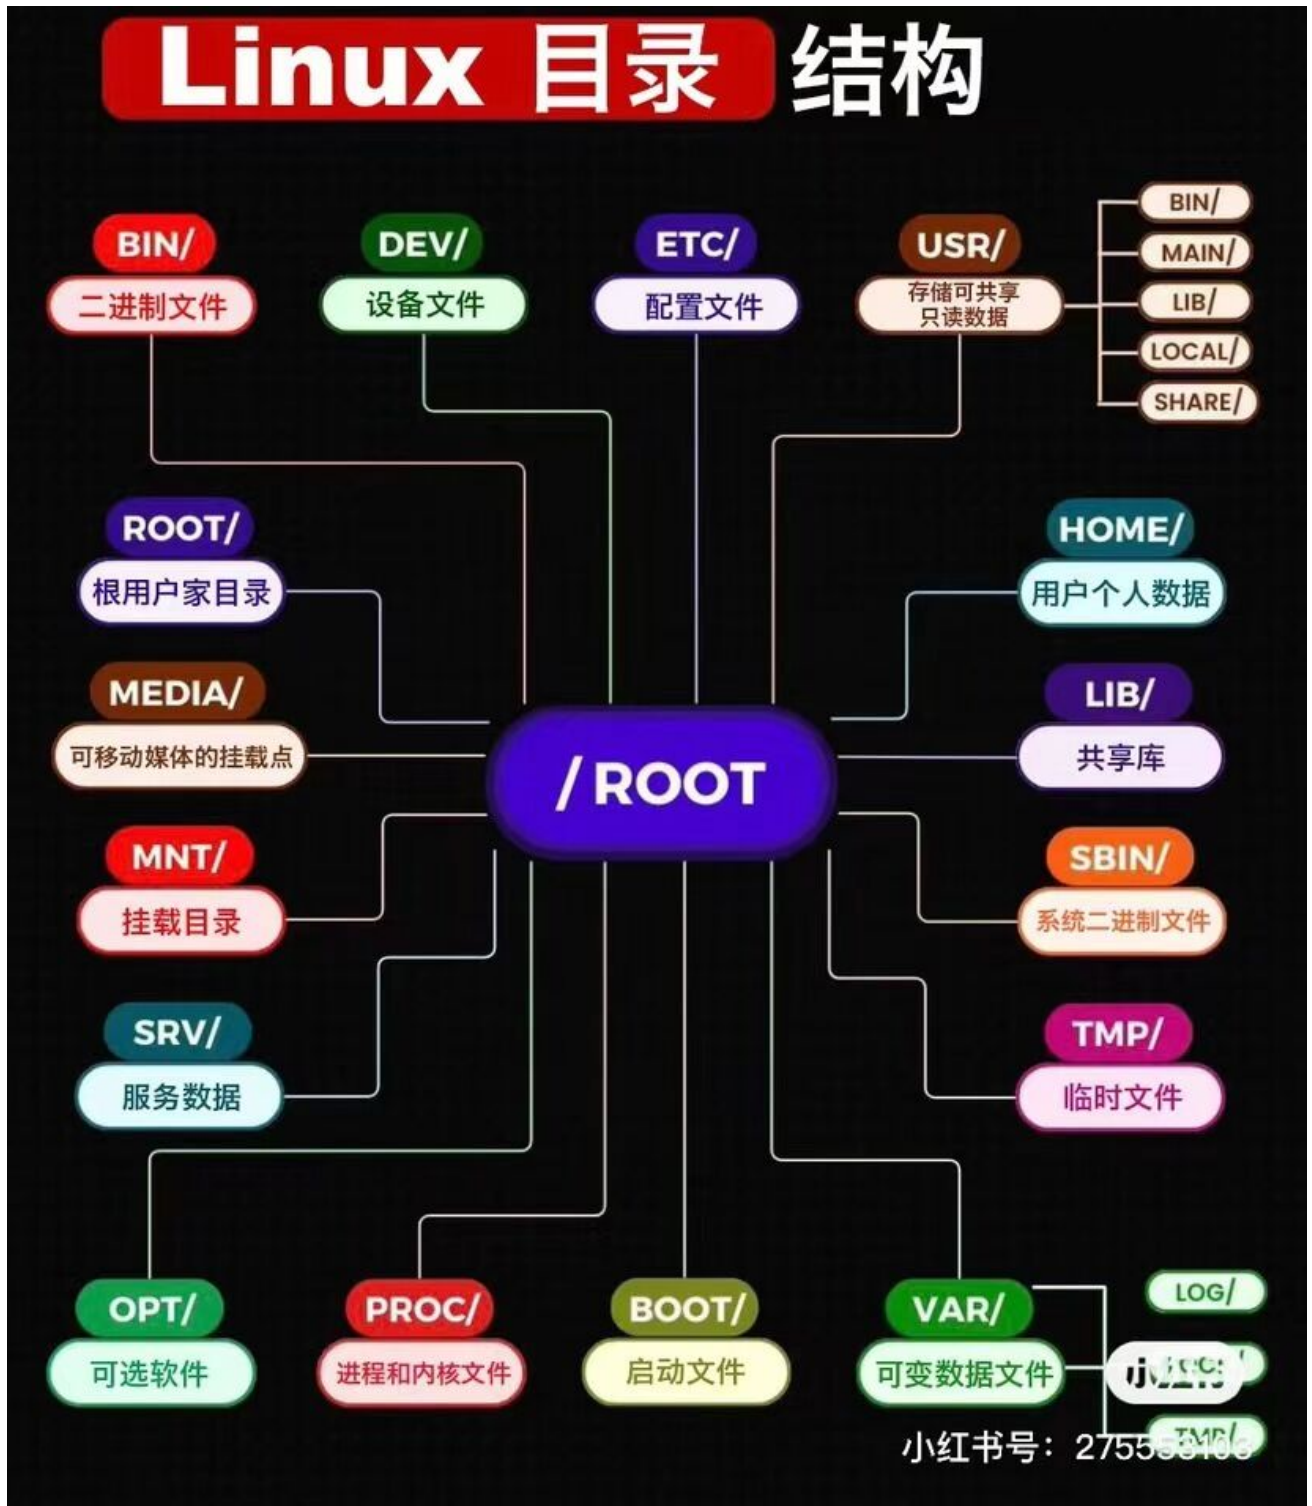 Linux 目录 结构
BIN/
二进制文件
DEV/
设备文件
ETC/
配置文件
USR/
存储可共享
只读数据
BIN/
MAIN/
LIB/
LOCAL/
SHARE/
ROOT/
根用户家目录
HOME/
用户个人数据
MEDIA/
可移动媒体的挂载点
LIB/
共享库
/ROOT
MNT/
挂载目录
SBIN/
系统二进制文件
SRV/
服务数据
TMP/
临时文件
OPT/
可选软件
PROC/
进程和内核文件
BOOT/
启动文件
VAR/
可变数据文件
LOG/
TMP/
小红书号：275553103